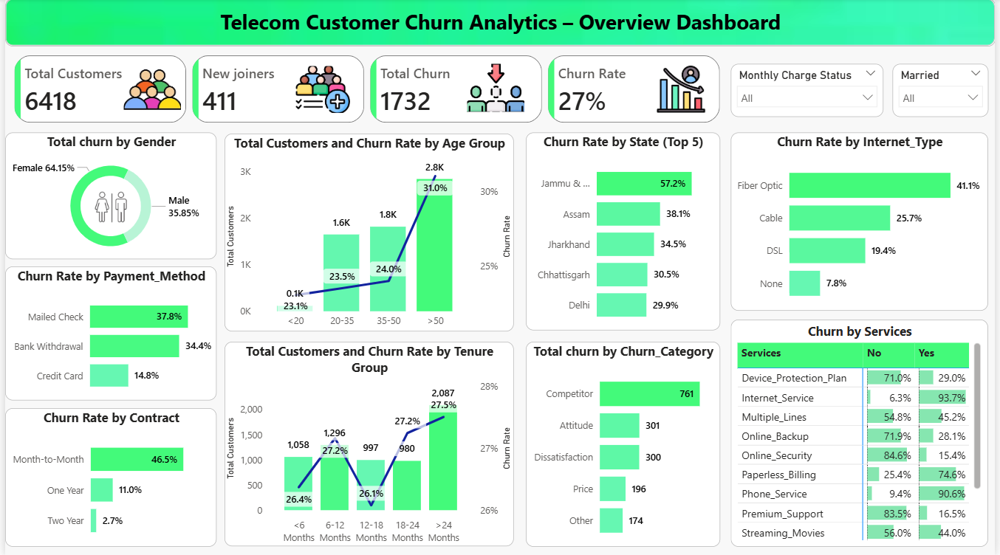 Telecom Customer Churn Analytics – Overview Dashboard
Total Customers
6418
New joiners
411
Total Churn
1732
Churn Rate
27%
Monthly Charge Status
All
Married
All
Total churn by Gender
Female 64.15%
Male
35.85%
Churn Rate by Payment_Method
Mailed Check
37.8%
Bank Withdrawal
34.4%
Credit Card
14.8%
Churn Rate by Contract
Month-to-Month
46.5%
One Year
11.0%
Two Year
2.7%
Total Customers and Churn Rate by Age Group
Total Customers
3K
2K
1K
0K
0.1K
23.1%
1.6K
23.5%
1.8K
24.0%
2.8K
31.0%
30%
25%
Churn Rate
<20
20-35
35-50
>50
Total Customers and Churn Rate by Tenure
Group
Total Customers
2,000
1,500
1,000
500
0
1,058
26.4%
1,296
27.2%
997
26.1%
27.2%
980
2,087
27.5%
28%
27%
26%
Churn Rate
<6
Months
6-12
Months
12-18
Months
18-24
Months
>24
Months
Churn Rate by State (Top 5)
Jammu & ...
57.2%
Assam
38.1%
Jharkhand
34.5%
Chhattisgarh
30.5%
Delhi
29.9%
Total churn by Churn_Category
Competitor
761
Attitude
301
Dissatisfaction
300
Price
196
Other
174
Churn Rate by Internet_Type
Fiber Optic
41.1%
Cable
25.7%
DSL
19.4%
None
7.8%
Churn by Services
Services No Yes
Device_Protection_Plan 71.0% 29.0%
Internet_Service 6.3% 93.7%
Multiple_Lines 54.8% 45.2%
Online_Backup 71.9% 28.1%
Online_Security 84.6% 15.4%
Paperless_Billing 25.4% 74.6%
Phone_Service 9.4% 90.6%
Premium_Support 83.5% 16.5%
Streaming_Movies 56.0% 44.0%